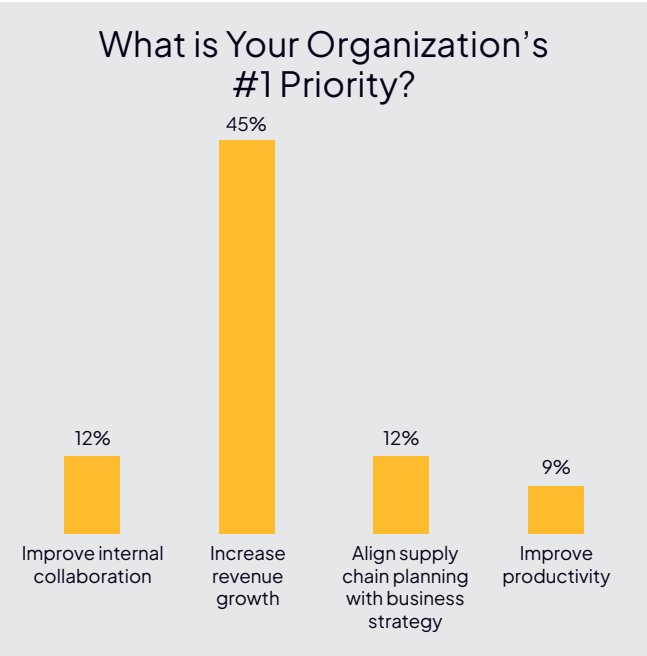 What is Your Organization’s
#1 Priority?
45%
12%
12%
9%
Improve internal
collaboration
Increase
revenue
growth
Align supply
chain planning
with business
strategy
Improve
productivity